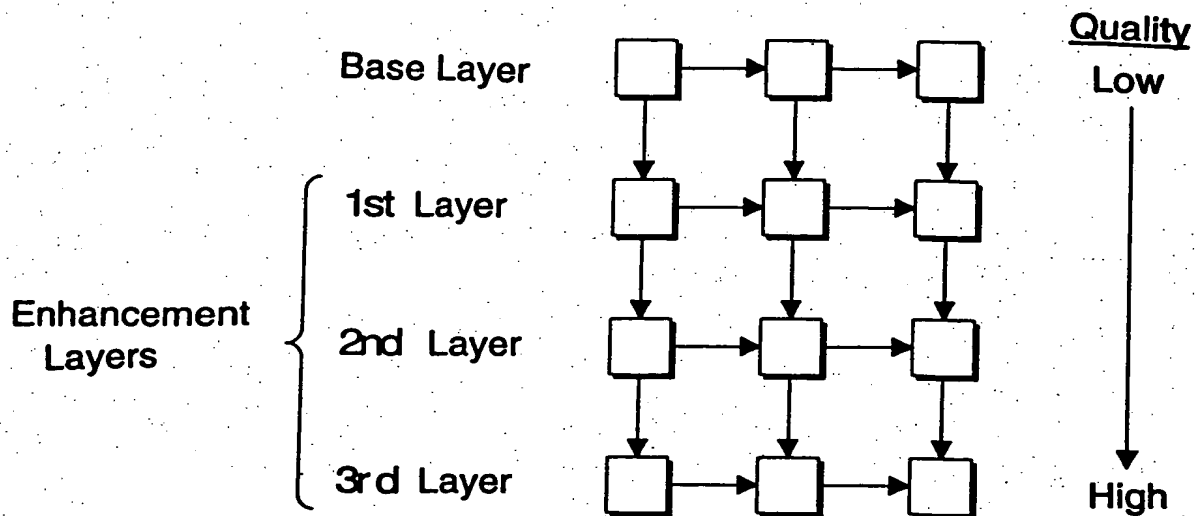 Quality
Base Layer
Low
1st Layer
Enhancement
Layers
2nd Layer
3rd Layer
High